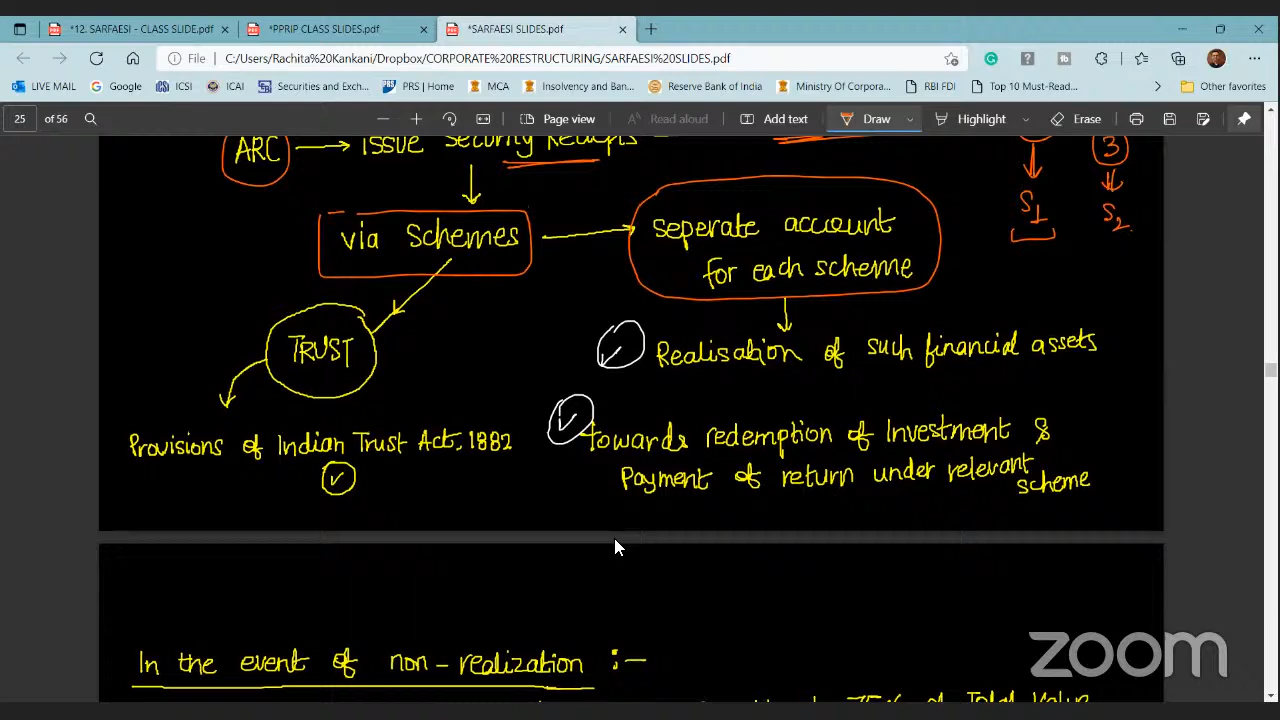 *12. SARFAESI - CLASS SLIDE.pdf
*PPRIP CLASS SLIDES.pdf
*SARFAESI SLIDES.pdf
File
C:/Users/Rachita Kankani/Dropbox/CORPORATE%20RESTRUCTURING/SARFAESI%20SLIDES.pdf
LIVE MAIL
Google
ICSI
ICAI
Securities and Exch...
PRS | Home
MCA
Insolvency and Ban...
Reserve Bank of India
Ministry Of Corpora...
RBI FDI
Top 10 Must-Read...
Other favorites
25 of 56
Page view
Read aloud
Add text
Draw
Highlight
Erase
ARC → Issue Security Receipts
3
via Schemes
seperate account
for each scheme
S1
S2
TRUST
Realisation of such financial assets
Provisions of Indian Trust Act, 1882
towards redemption of Investment &
Payment of return under relevant
scheme
In the event of non-realization :-
75% of Total Value
zoom